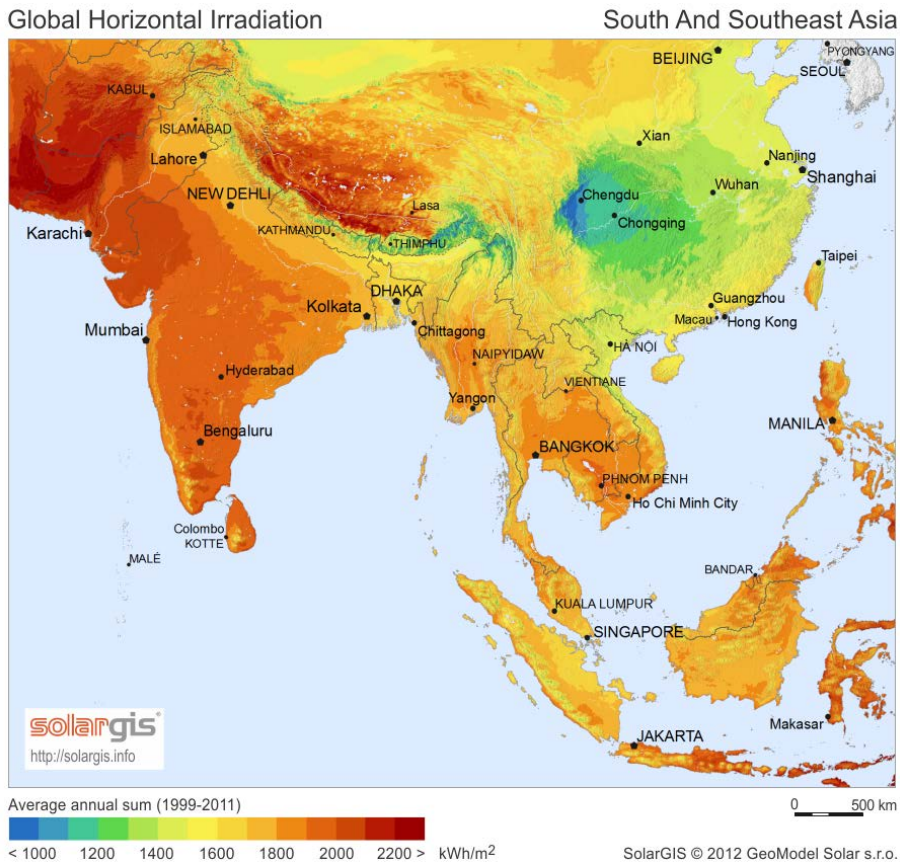 Global Horizontal Irradiation
South And Southeast Asia
BEIJING
PYONGYANG
SEOUL
KABUL
ISLAMABAD
Lahore
Xian
Nanjing
Shanghai
NEW DEHLI
Chengdu
Wuhan
Lasa
Chongqing
Karachi
KATHMANDU
THIMPHU
Taipei
DHAKA
Kolkata
Guangzhou
Macau
Hong Kong
Mumbai
Chittagong
HÀ NỘI
NAIPYIDAW
Hyderabad
VIENTIANE
Yangon
MANILA
Bengaluru
BANGKOK
PHNOM PENH
Ho Chi Minh City
Colombo
KOTTE
MALÉ
BANDAR
KUALA LUMPUR
SINGAPORE
Makasar
JAKARTA
solargis
http://solargis.info
Average annual sum (1999-2011)
0 500 km
< 1000 1200 1400 1600 1800 2000 2200 > kWh/m²
SolarGIS © 2012 GeoModel Solar s.r.o.